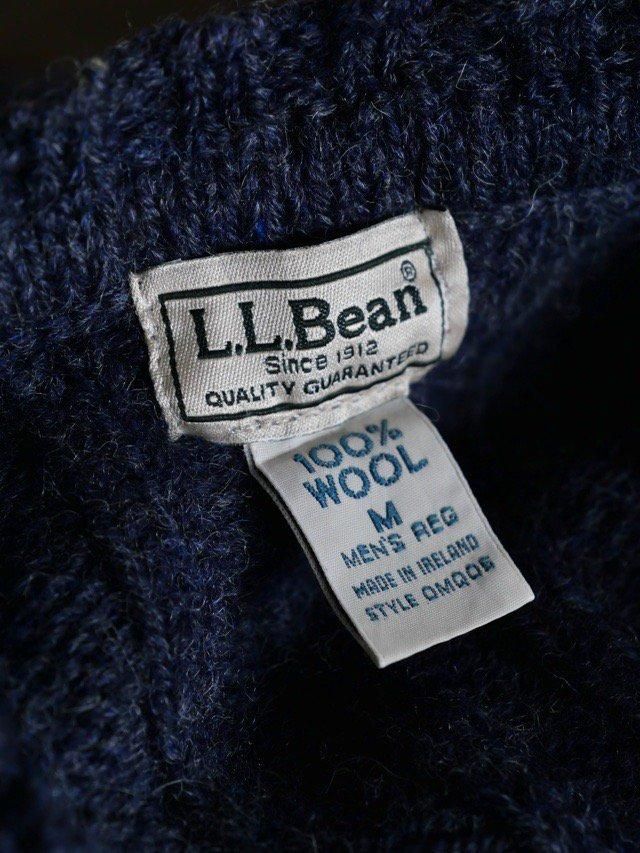 L.L.Bean®
Since 1912
QUALITY GUARANTEED
100%
WOOL
M
MEN'S REG
MADE IN IRELAND
STYLE OMQ06